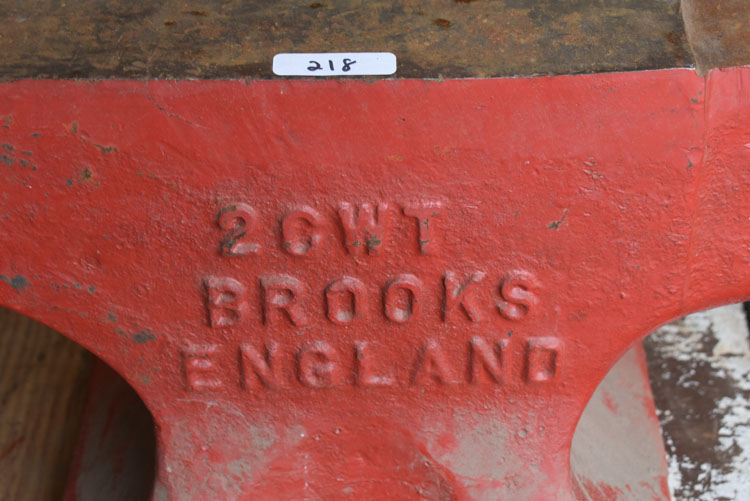 218
2CWT
BROOKS
ENGLAND